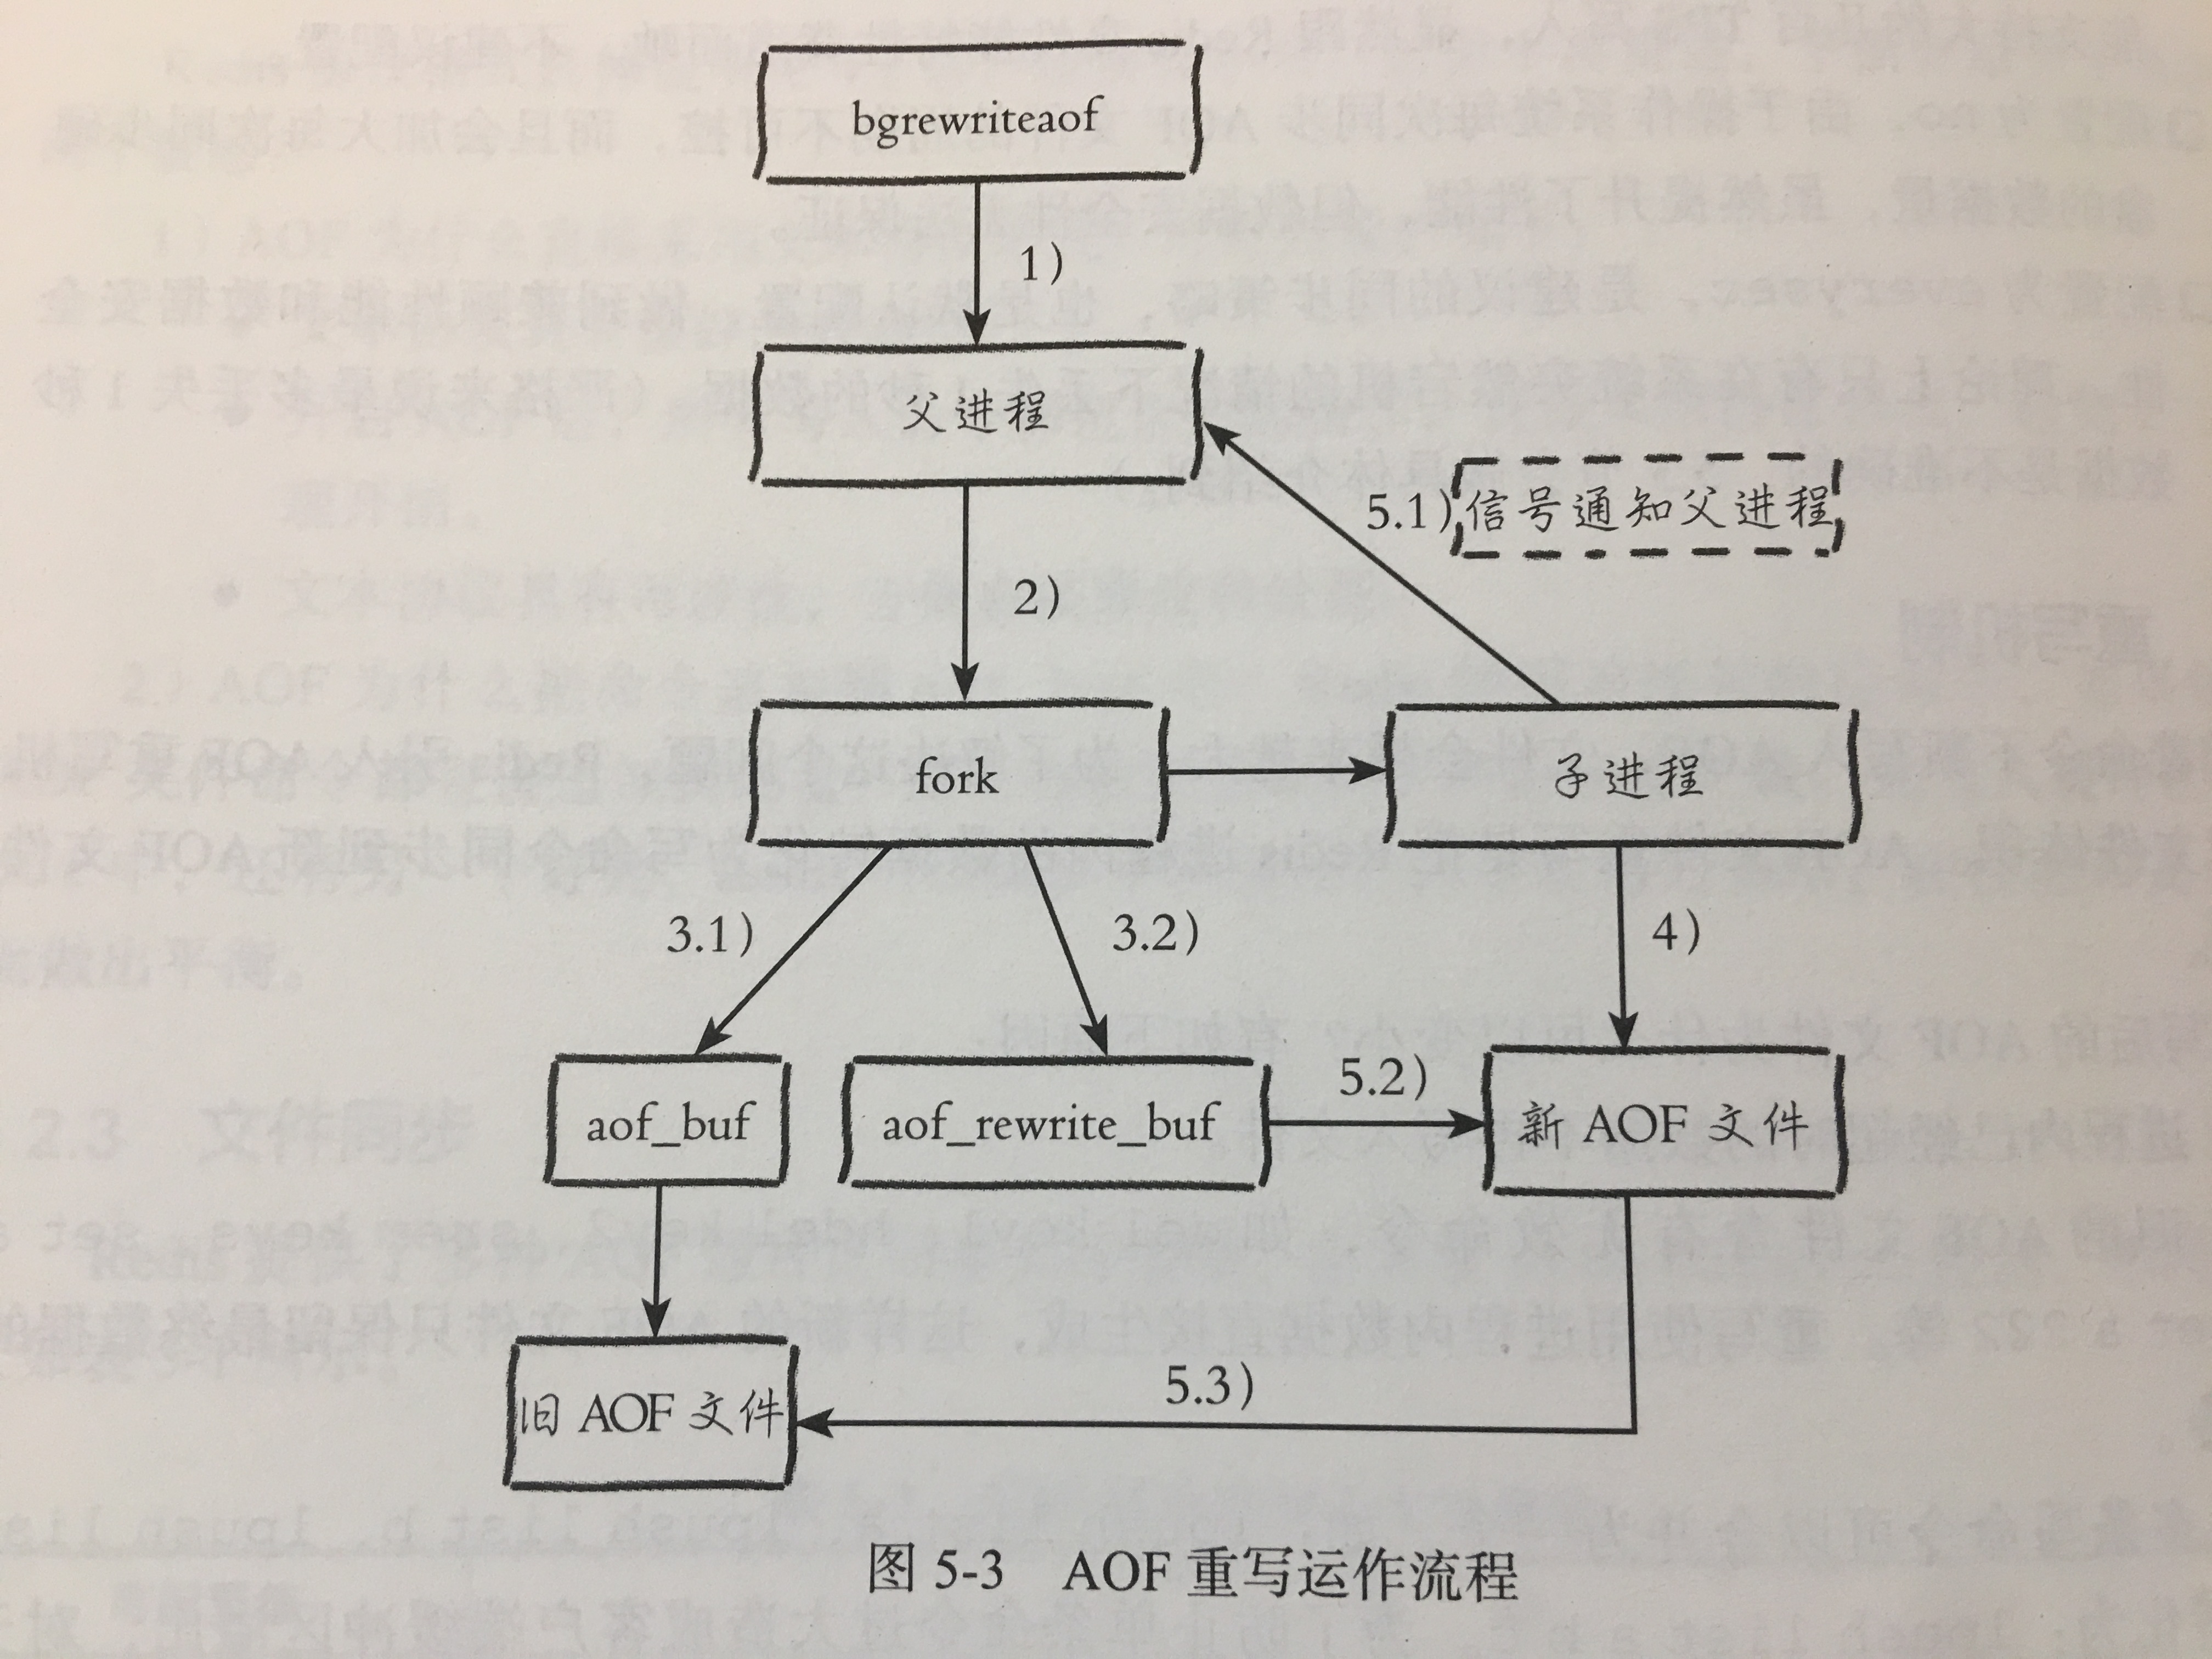 bgrewriteaof
1)
父进程
2)
5.1) 信号通知父进程
fork
子进程
3.1)
3.2)
4)
aof_buf
aof_rewrite_buf
5.2)
新 AOF 文件
旧 AOF 文件
5.3)
图 5-3 AOF 重写运作流程